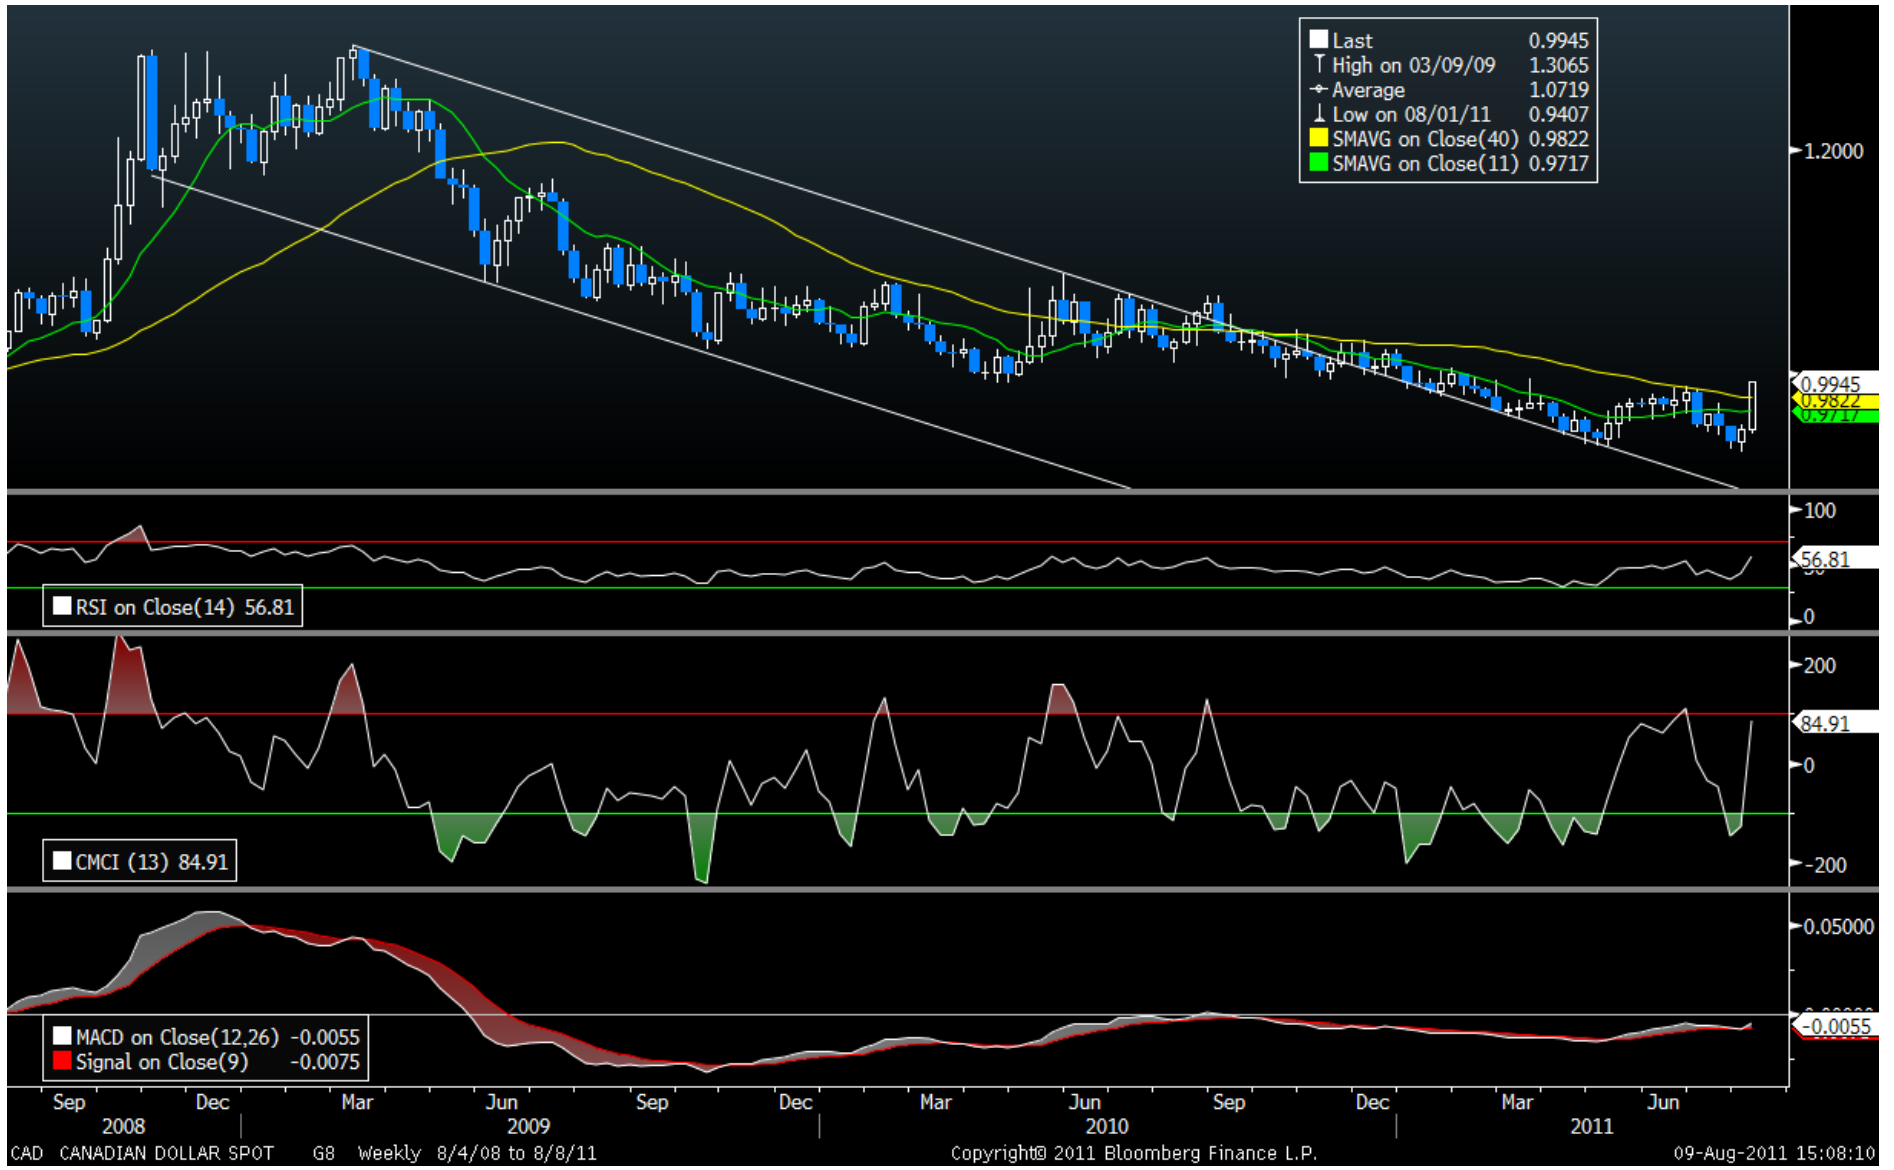 Last 0.9945
High on 03/09/09 1.3065
Average 1.0719
Low on 08/01/11 0.9407
SMAVG on Close(40) 0.9822
SMAVG on Close(11) 0.9717
1.2000
0.9945
0.9822
0.9717
100
56.81
0
RSI on Close(14) 56.81
200
84.91
0
-200
CMCI (13) 84.91
0.05000
-0.0055
MACD on Close(12,26) -0.0055
Signal on Close(9) -0.0075
Sep Dec Mar Jun Sep Dec Mar Jun Sep Dec Mar Jun
2008 2009 2010 2011
CAD CANADIAN DOLLAR SPOT G8 Weekly 8/4/08 to 8/8/11 Copyright© 2011 Bloomberg Finance L.P. 09-Aug-2011 15:08:10